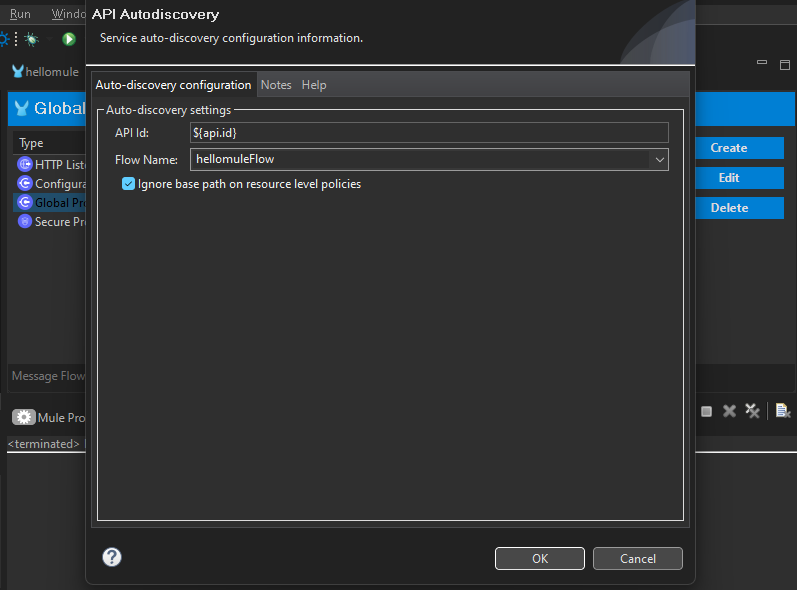 Run Windo
API Autodiscovery
Service auto-discovery configuration information.
hellomule
Auto-discovery configuration Notes Help
Global
Auto-discovery settings
Type
API Id: ${api.id}
Create
Flow Name: hellomuleFlow
HTTP Liste
Ignore base path on resource level policies
Configura
Edit
Global Pr
Delete
Secure Pr
Message Flow
Mule Pro
<terminated>
?
OK Cancel